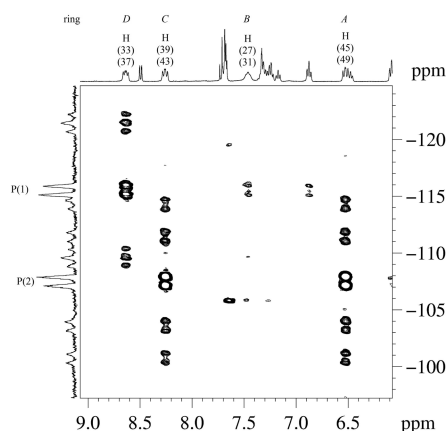 ring D C B A
H H H H
(33) (39) (27) (45)
(37) (43) (31) (49)
ppm
−120
P(1)
−115
−110
P(2)
−105
−100
9.0 8.5 8.0 7.5 7.0 6.5 ppm